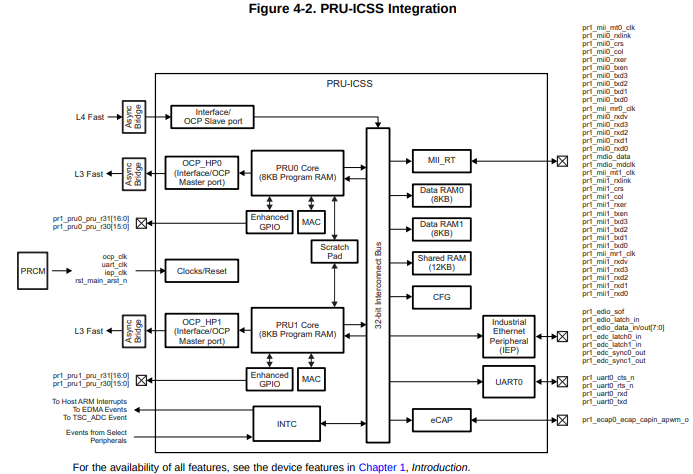 Figure 4-2. PRU-ICSS Integration
PRU-ICSS
L4 Fast
Async
Bridge
Interface/
OCP Slave port
L3 Fast
Async
Bridge
OCP_HP0
(Interface/OCP
Master port)
PRU0 Core
(8KB Program RAM)
pr1_pru0_pru_r31[16:0]
pr1_pru0_pru_r30[15:0]
Enhanced
GPIO
MAC
Scratch
Pad
PRCM
ocp_clk
uart_clk
iep_clk
rst_main_arst_n
Clocks/Reset
L3 Fast
Async
Bridge
OCP_HP1
(Interface/OCP
Master port)
PRU1 Core
(8KB Program RAM)
pr1_pru1_pru_r31[16:0]
pr1_pru1_pru_r30[15:0]
Enhanced
GPIO
MAC
To Host ARM Interrupts
To EDMA Events
To TSC_ADC Event
Events from Select
Peripherals
INTC
32-bit Interconnect Bus
MII_RT
Data RAM0
(8KB)
Data RAM1
(8KB)
Shared RAM
(12KB)
CFG
Industrial
Ethernet
Peripheral
(IEP)
UART0
eCAP
pr1_mii_mt0_clk
pr1_mii0_rxlink
pr1_mii0_crs
pr1_mii0_col
pr1_mii0_rxer
pr1_mii0_txen
pr1_mii0_txd3
pr1_mii0_txd2
pr1_mii0_txd1
pr1_mii0_txd0
pr1_mii_mr0_clk
pr1_mii0_rxdv
pr1_mii0_rxd3
pr1_mii0_rxd2
pr1_mii0_rxd1
pr1_mii0_rxd0
pr1_mdio_data
pr1_mdio_mdclk
pr1_mii_mt1_clk
pr1_mii1_rxlink
pr1_mii1_crs
pr1_mii1_col
pr1_mii1_rxer
pr1_mii1_txen
pr1_mii1_txd3
pr1_mii1_txd2
pr1_mii1_txd1
pr1_mii1_txd0
pr1_mii_mr1_clk
pr1_mii1_rxdv
pr1_mii1_rxd3
pr1_mii1_rxd2
pr1_mii1_rxd1
pr1_mii1_rxd0
pr1_edio_sof
pr1_edio_latch_in
pr1_edio_data_in/out[7:0]
pr1_edc_latch0_in
pr1_edc_latch1_in
pr1_edc_sync0_out
pr1_edc_sync1_out
pr1_uart0_cts_n
pr1_uart0_rts_n
pr1_uart0_rxd
pr1_uart0_txd
pr1_ecap0_ecap_capin_apwm_o
For the availability of all features, see the device features in Chapter 1, Introduction.